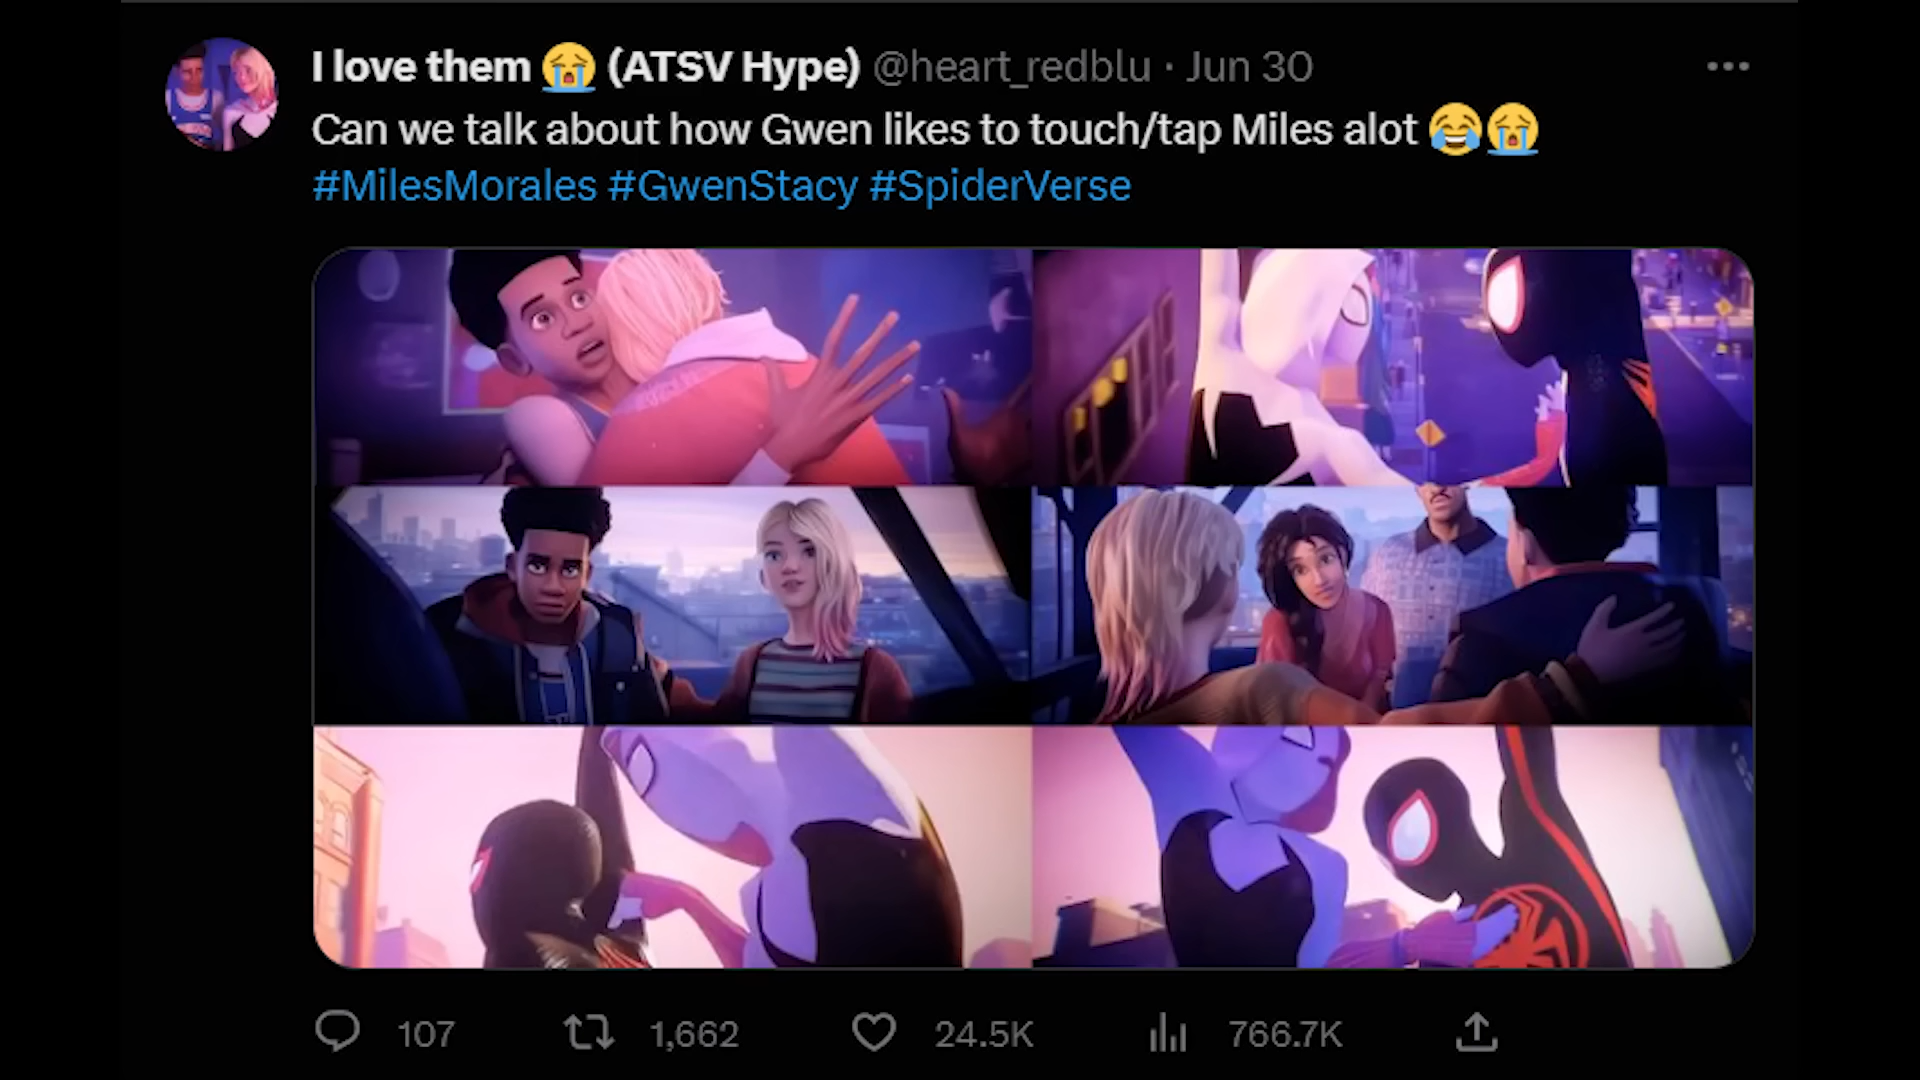 I love them 😭 (ATSV Hype) @heart_redblu · Jun 30
Can we talk about how Gwen likes to touch/tap Miles alot 😂😭
#MilesMorales #GwenStacy #SpiderVerse
107 1,662 24.5K 766.7K